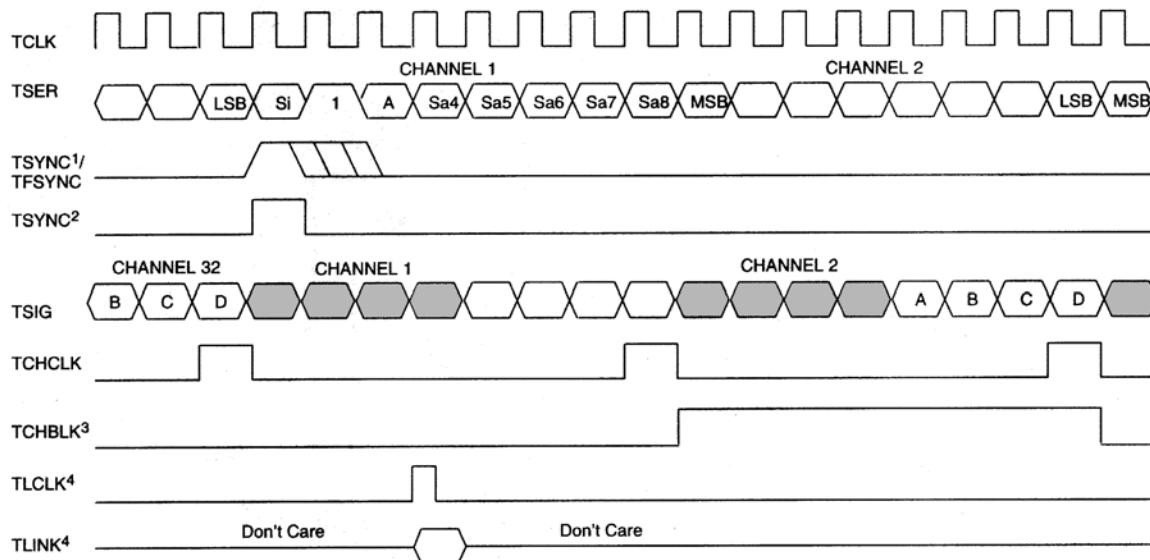 TCLK
CHANNEL 1 CHANNEL 2
TSER LSB Si 1 A Sa4 Sa5 Sa6 Sa7 Sa8 MSB LSB MSB
TSYNC¹/
TFSYNC
TSYNC²
CHANNEL 32 CHANNEL 1 CHANNEL 2
TSIG B C D A B C D
TCHCLK
TCHBLK³
TLCLK⁴
TLINK⁴ Don't Care Don't Care